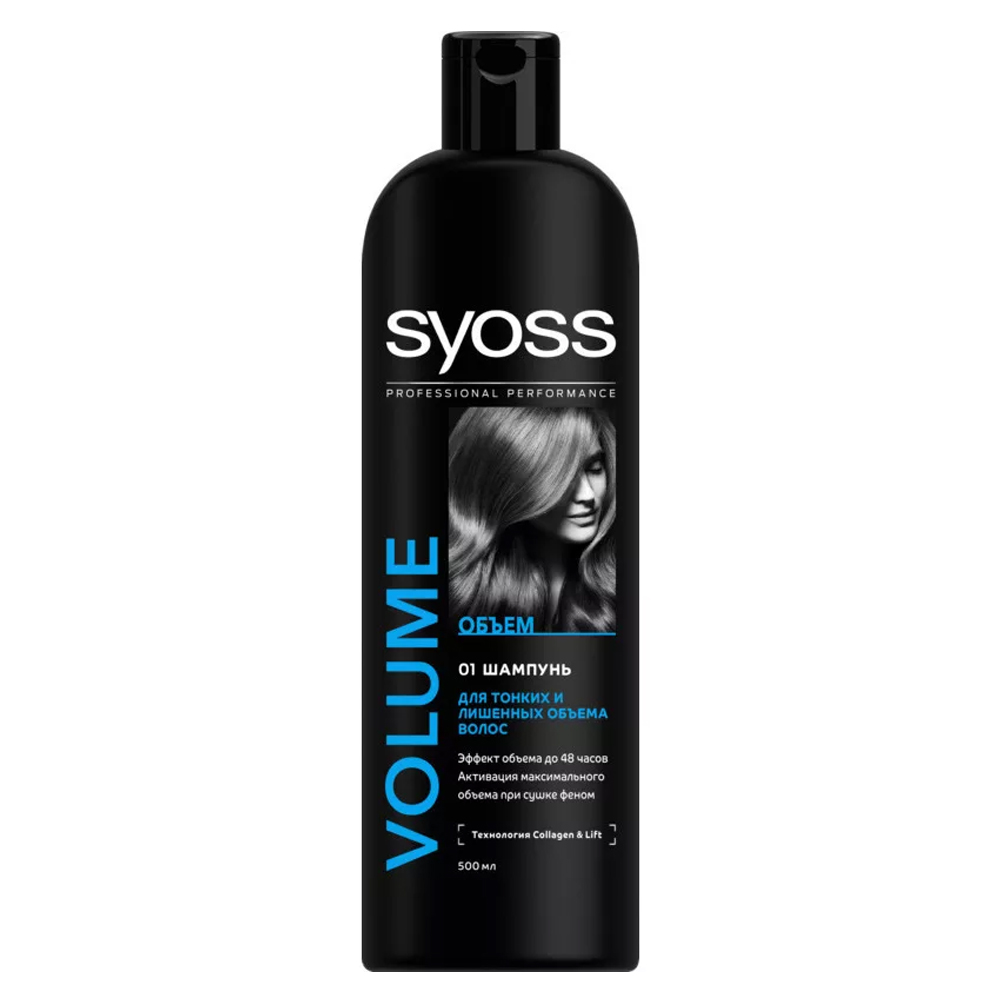 SYOSS
PROFESSIONAL PERFORMANCE
VOLUME
ОБЪЕМ
01 ШАМПУНЬ
ДЛЯ ТОНКИХ И
ЛИШЕННЫХ ОБЪЕМА
ВОЛОС
Эффект объема до 48 часов
Активация максимального
объема при сушке феном
Технология Collagen & Lift
500 мл